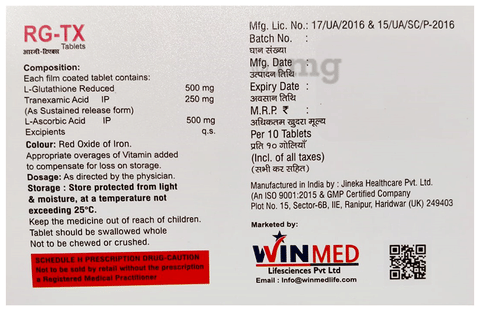 RG-TX
Tablets
आरजी-टिएक्स
Composition:
Each film coated tablet contains:
L-Glutathione Reduced 500 mg
Tranexamic Acid IP 250 mg
(As Sustained release form)
L-Ascorbic Acid IP 500 mg
Excipients q.s.
Colour: Red Oxide of Iron.
Appropriate overages of Vitamin added
to compensate for loss on storage.
Dosage: As directed by the physician.
Storage : Store protected from light
& moisture, at a temperature not
exceeding 25°C.
Keep the medicine out of reach of children.
Tablet should be swallowed whole
Not to be chewed or crushed.
SCHEDULE H PRESCRIPTION DRUG-CAUTION
Not to be sold by retail without the prescription
a Registered Medical Practitioner
Mfg. Lic. No.: 17/UA/2016 & 15/UA/SC/P-2016
Batch No. :
घान संख्या
Mfg. Date :
उत्पादन तिथि
Expiry Date :
अवसान तिथि
M.R.P. ₹ :
अधिकतम खुदरा मूल्य
Per 10 Tablets
प्रति १० गोलियाँ
(Incl. of all taxes)
(सभी कर सहित)
Manufactured in India by : Jineka Healthcare Pvt. Ltd.
(An ISO 9001:2015 & GMP Certified Company
Plot No. 15, Sector-6B, IIE, Ranipur, Haridwar (UK) 249403
Marketed by:
WINMED
Lifesciences Pvt Ltd
Email : info@winmedlife.com